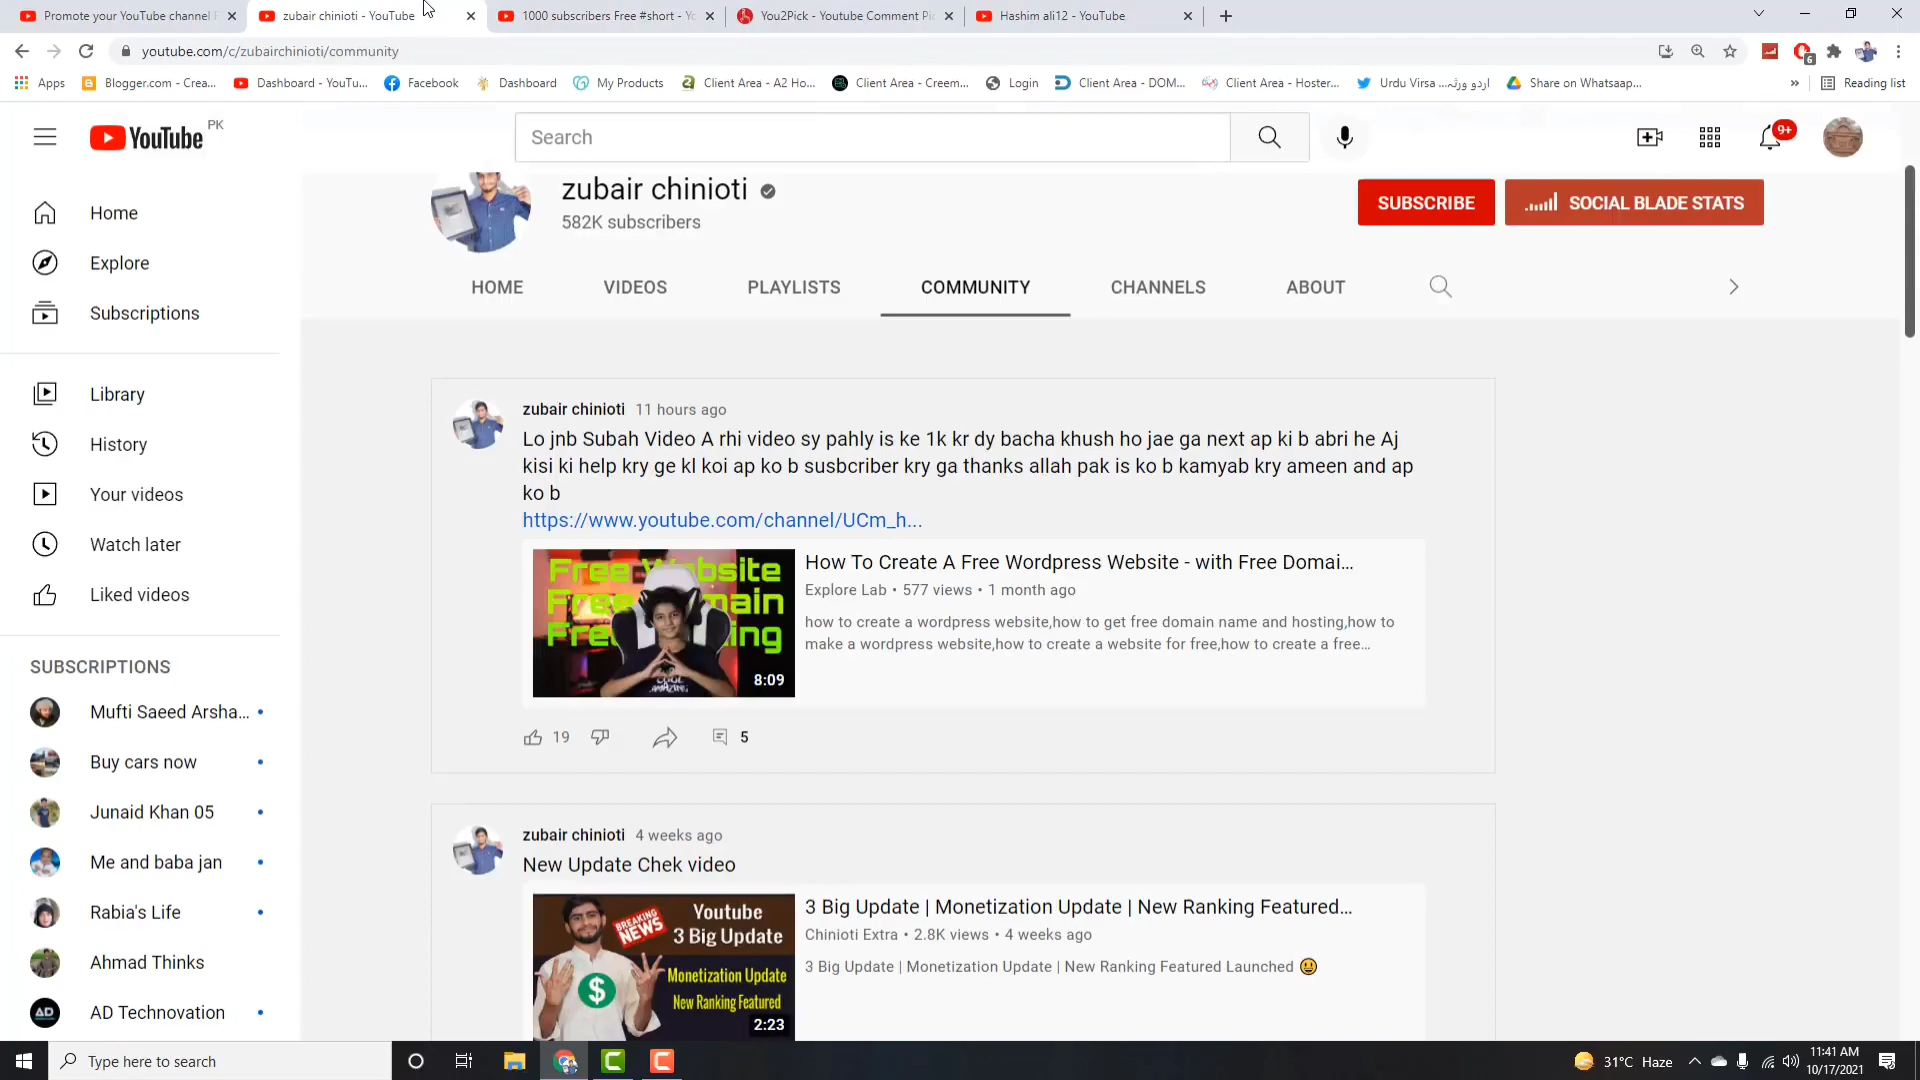 Promote your YouTube channel F
zubair chinioti - YouTube
1000 subscribers Free #short - Yo
You2Pick - Youtube Comment Pic
Hashim ali12 - YouTube
youtube.com/c/zubairchinioti/community
Apps
Blogger.com - Crea...
Dashboard - YouTu...
Facebook
Dashboard
My Products
Client Area - A2 Ho...
Client Area - Creem...
Login
Client Area - DOM...
Client Area - Hoster...
Urdu Virsa ...اردو ورثہ
Share on Whatsaap...
»
Reading list
6
YouTube PK
Search
9+
Home
Explore
Subscriptions
Library
History
Your videos
Watch later
Liked videos
SUBSCRIPTIONS
Mufti Saeed Arsha...
Buy cars now
Junaid Khan 05
Me and baba jan
Rabia's Life
Ahmad Thinks
AD
AD Technovation
zubair chinioti
582K subscribers
SUBSCRIBE
SOCIAL BLADE STATS
HOME
VIDEOS
PLAYLISTS
COMMUNITY
CHANNELS
ABOUT
zubair chinioti 11 hours ago
Lo jnb Subah Video A rhi video sy pahly is ke 1k kr dy bacha khush ho jae ga next ap ki b abri he Aj
kisi ki help kry ge kl koi ap ko b susbcriber kry ga thanks allah pak is ko b kamyab kry ameen and ap
ko b
https://www.youtube.com/channel/UCm_h...
Free Website
Free
main
Fre
ing
8:09
How To Create A Free Wordpress Website - with Free Domai...
Explore Lab • 577 views • 1 month ago
how to create a wordpress website,how to get free domain name and hosting,how to
make a wordpress website,how to create a website for free,how to create a free...
19
5
zubair chinioti 4 weeks ago
New Update Chek video
BREAKING
NEWS
Youtube
3 Big Update
Monetization Update
New Ranking Featured
$
2:23
3 Big Update | Monetization Update | New Ranking Featured...
Chinioti Extra • 2.8K views • 4 weeks ago
3 Big Update | Monetization Update | New Ranking Featured Launched
Type here to search
31°C Haze
11:41 AM
10/17/2021